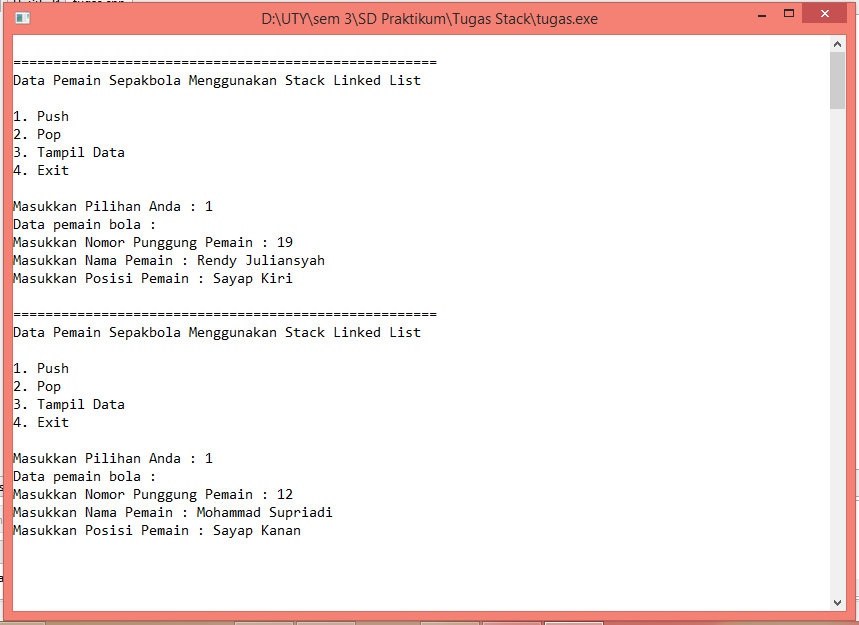 D:\UTY\sem 3\SD Praktikum\Tugas Stack\tugas.exe
=====================================================
Data Pemain Sepakbola Menggunakan Stack Linked List
1. Push
2. Pop
3. Tampil Data
4. Exit
Masukkan Pilihan Anda : 1
Data pemain bola :
Masukkan Nomor Punggung Pemain : 19
Masukkan Nama Pemain : Rendy Juliansyah
Masukkan Posisi Pemain : Sayap Kiri
=====================================================
Data Pemain Sepakbola Menggunakan Stack Linked List
1. Push
2. Pop
3. Tampil Data
4. Exit
Masukkan Pilihan Anda : 1
Data pemain bola :
Masukkan Nomor Punggung Pemain : 12
Masukkan Nama Pemain : Mohammad Supriadi
Masukkan Posisi Pemain : Sayap Kanan